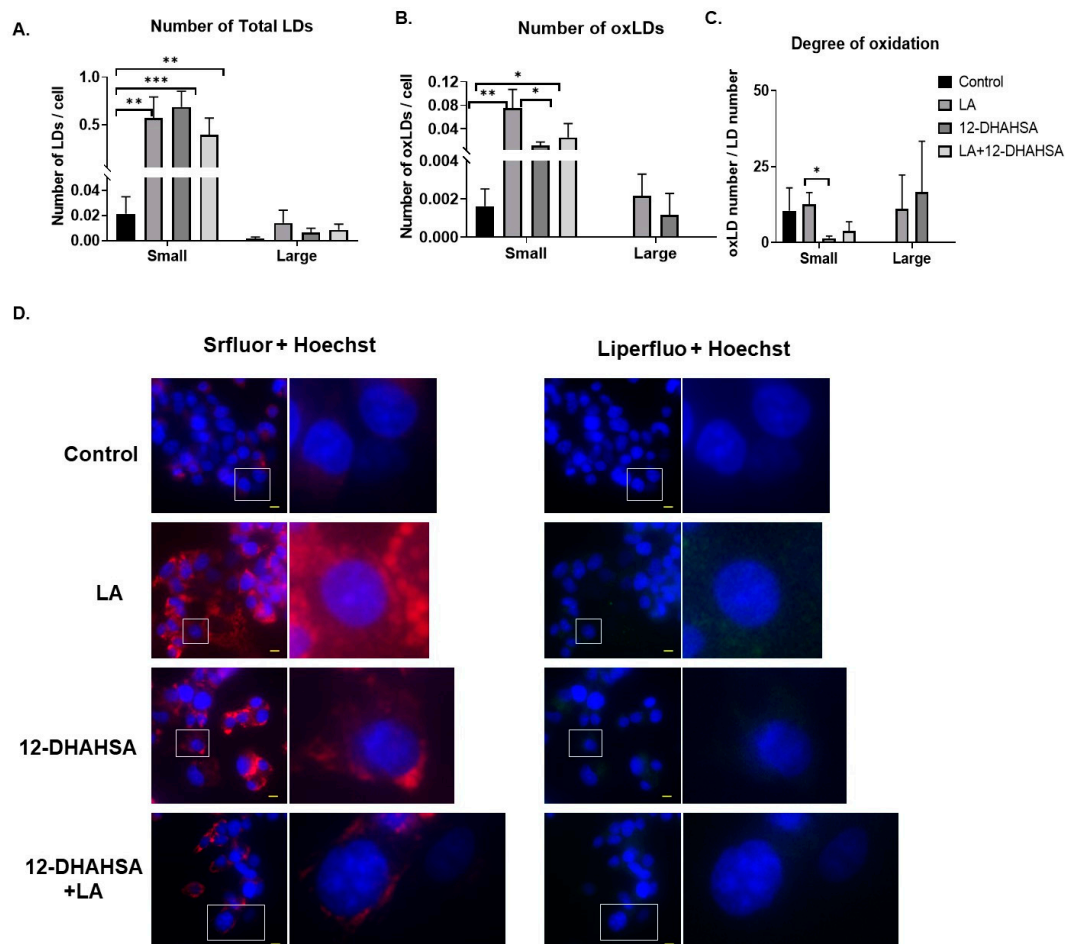 A.
Number of Total LDs
Number of LDs / cell
1.0
0.5
0.04
0.02
0.00
**
***
**
Small
Large
B.
Number of oxLDs
Number of oxLDs / cell
0.12
0.08
0.04
0.004
0.002
0.000
*
**
*
Small
Large
C.
Degree of oxidation
oxLD number / LD number
50
25
0
*
Small
Large
Control
LA
12-DHAHSA
LA+12-DHAHSA
D.
Srfluor + Hoechst
Liperfluo + Hoechst
Control
LA
12-DHAHSA
12-DHAHSA
+LA